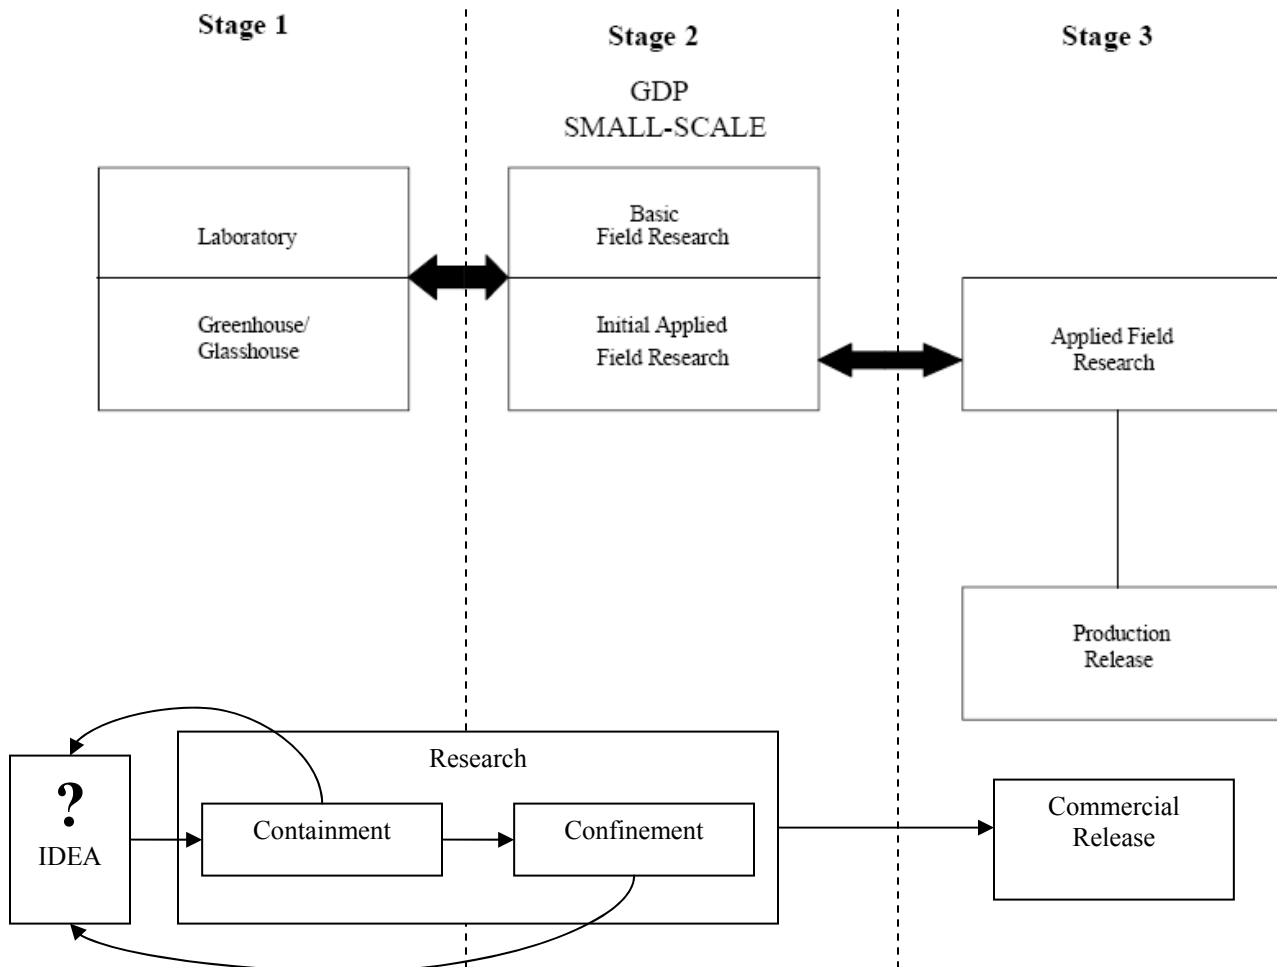 Stage 1
Stage 2
Stage 3
GDP
SMALL-SCALE
Laboratory
Greenhouse/
Glasshouse
Basic
Field Research
Initial Applied
Field Research
Applied Field
Research
Production
Release
?
IDEA
Research
Containment
Confinement
Commercial
Release